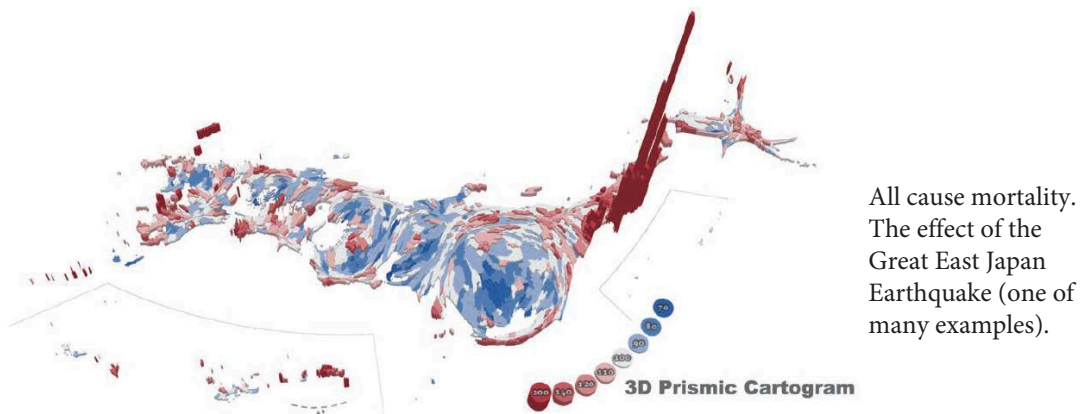 All cause mortality.
The effect of the
Great East Japan
Earthquake (one of
many examples).
70
80
90
100
110
120
140
200
3D Prismic Cartogram